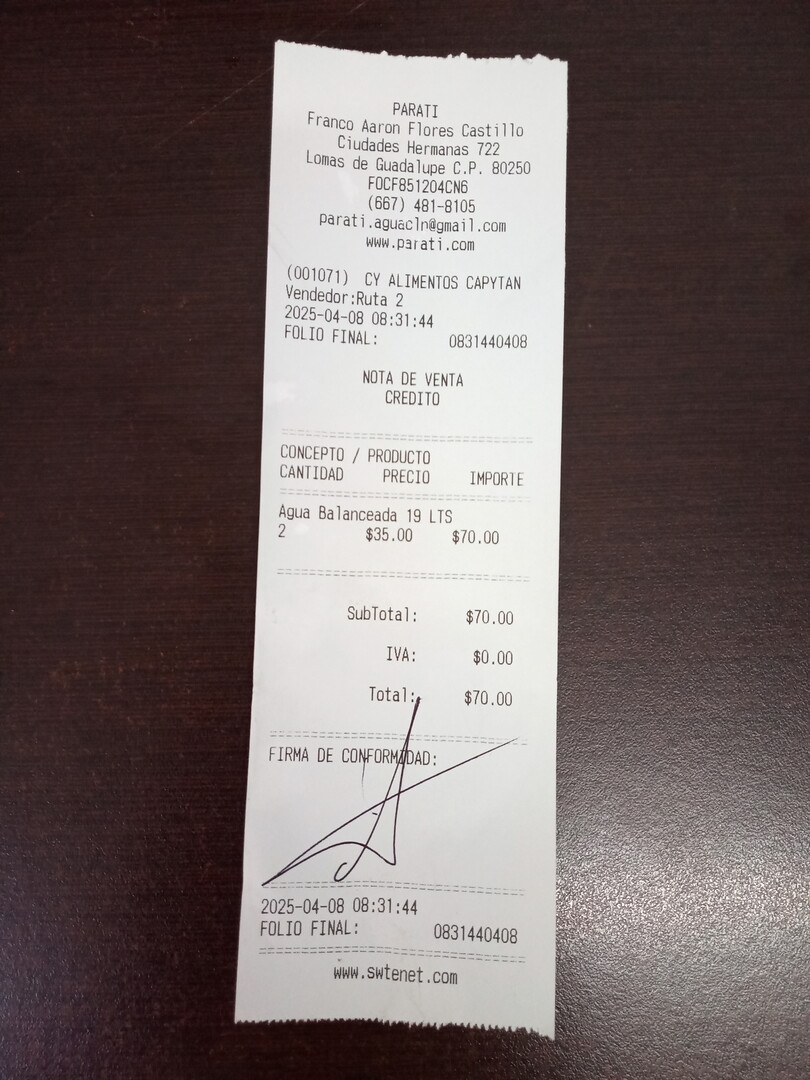 PARATI
Franco Aaron Flores Castillo
Ciudades Hermanas 722
Lomas de Guadalupe C.P. 80250
FOCF851204CN6
(667) 481-8105
parati.aguacln@gmail.com
www.parati.com
(001071) CY ALIMENTOS CAPYTAN
Vendedor:Ruta 2
2025-04-08 08:31:44
FOLIO FINAL: 0831440408
NOTA DE VENTA
CREDITO
CONCEPTO / PRODUCTO
CANTIDAD PRECIO IMPORTE
Agua Balanceada 19 LTS
2 $35.00 $70.00
SubTotal: $70.00
IVA: $0.00
Total: $70.00
FIRMA DE CONFORMIDAD:
2025-04-08 08:31:44
FOLIO FINAL: 0831440408
www.swtenet.com